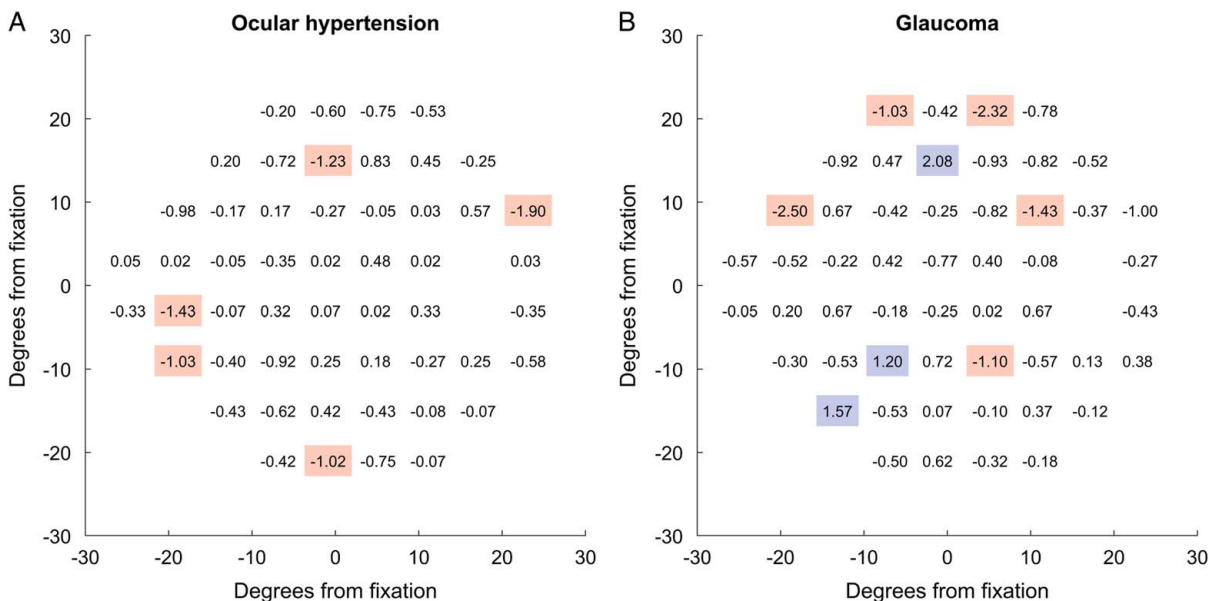 A Ocular hypertension
30
-0.20 -0.60 -0.75 -0.53
20
0.20 -0.72 -1.23 0.83 0.45 -0.25
10
-0.98 -0.17 0.17 -0.27 -0.05 0.03 0.57 -1.90
0.05 0.02 -0.05 -0.35 0.02 0.48 0.02 0.03
0
-0.33 -1.43 -0.07 0.32 0.07 0.02 0.33 -0.35
-1.03 -0.40 -0.92 0.25 0.18 -0.27 0.25 -0.58
-10
-0.43 -0.62 0.42 -0.43 -0.08 -0.07
-20
-0.42 -1.02 -0.75 -0.07
-30
-30 -20 -10 0 10 20 30
Degrees from fixation
Degrees from fixation
B Glaucoma
30
-1.03 -0.42 -2.32 -0.78
20
-0.92 0.47 2.08 -0.93 -0.82 -0.52
10
-2.50 0.67 -0.42 -0.25 -0.82 -1.43 -0.37 -1.00
-0.57 -0.52 -0.22 0.42 -0.77 0.40 -0.08 -0.27
0
-0.05 0.20 0.67 -0.18 -0.25 0.02 0.67 -0.43
-0.30 -0.53 1.20 0.72 -1.10 -0.57 0.13 0.38
-10
1.57 -0.53 0.07 -0.10 0.37 -0.12
-20
-0.50 0.62 -0.32 -0.18
-30
-30 -20 -10 0 10 20 30
Degrees from fixation
Degrees from fixation